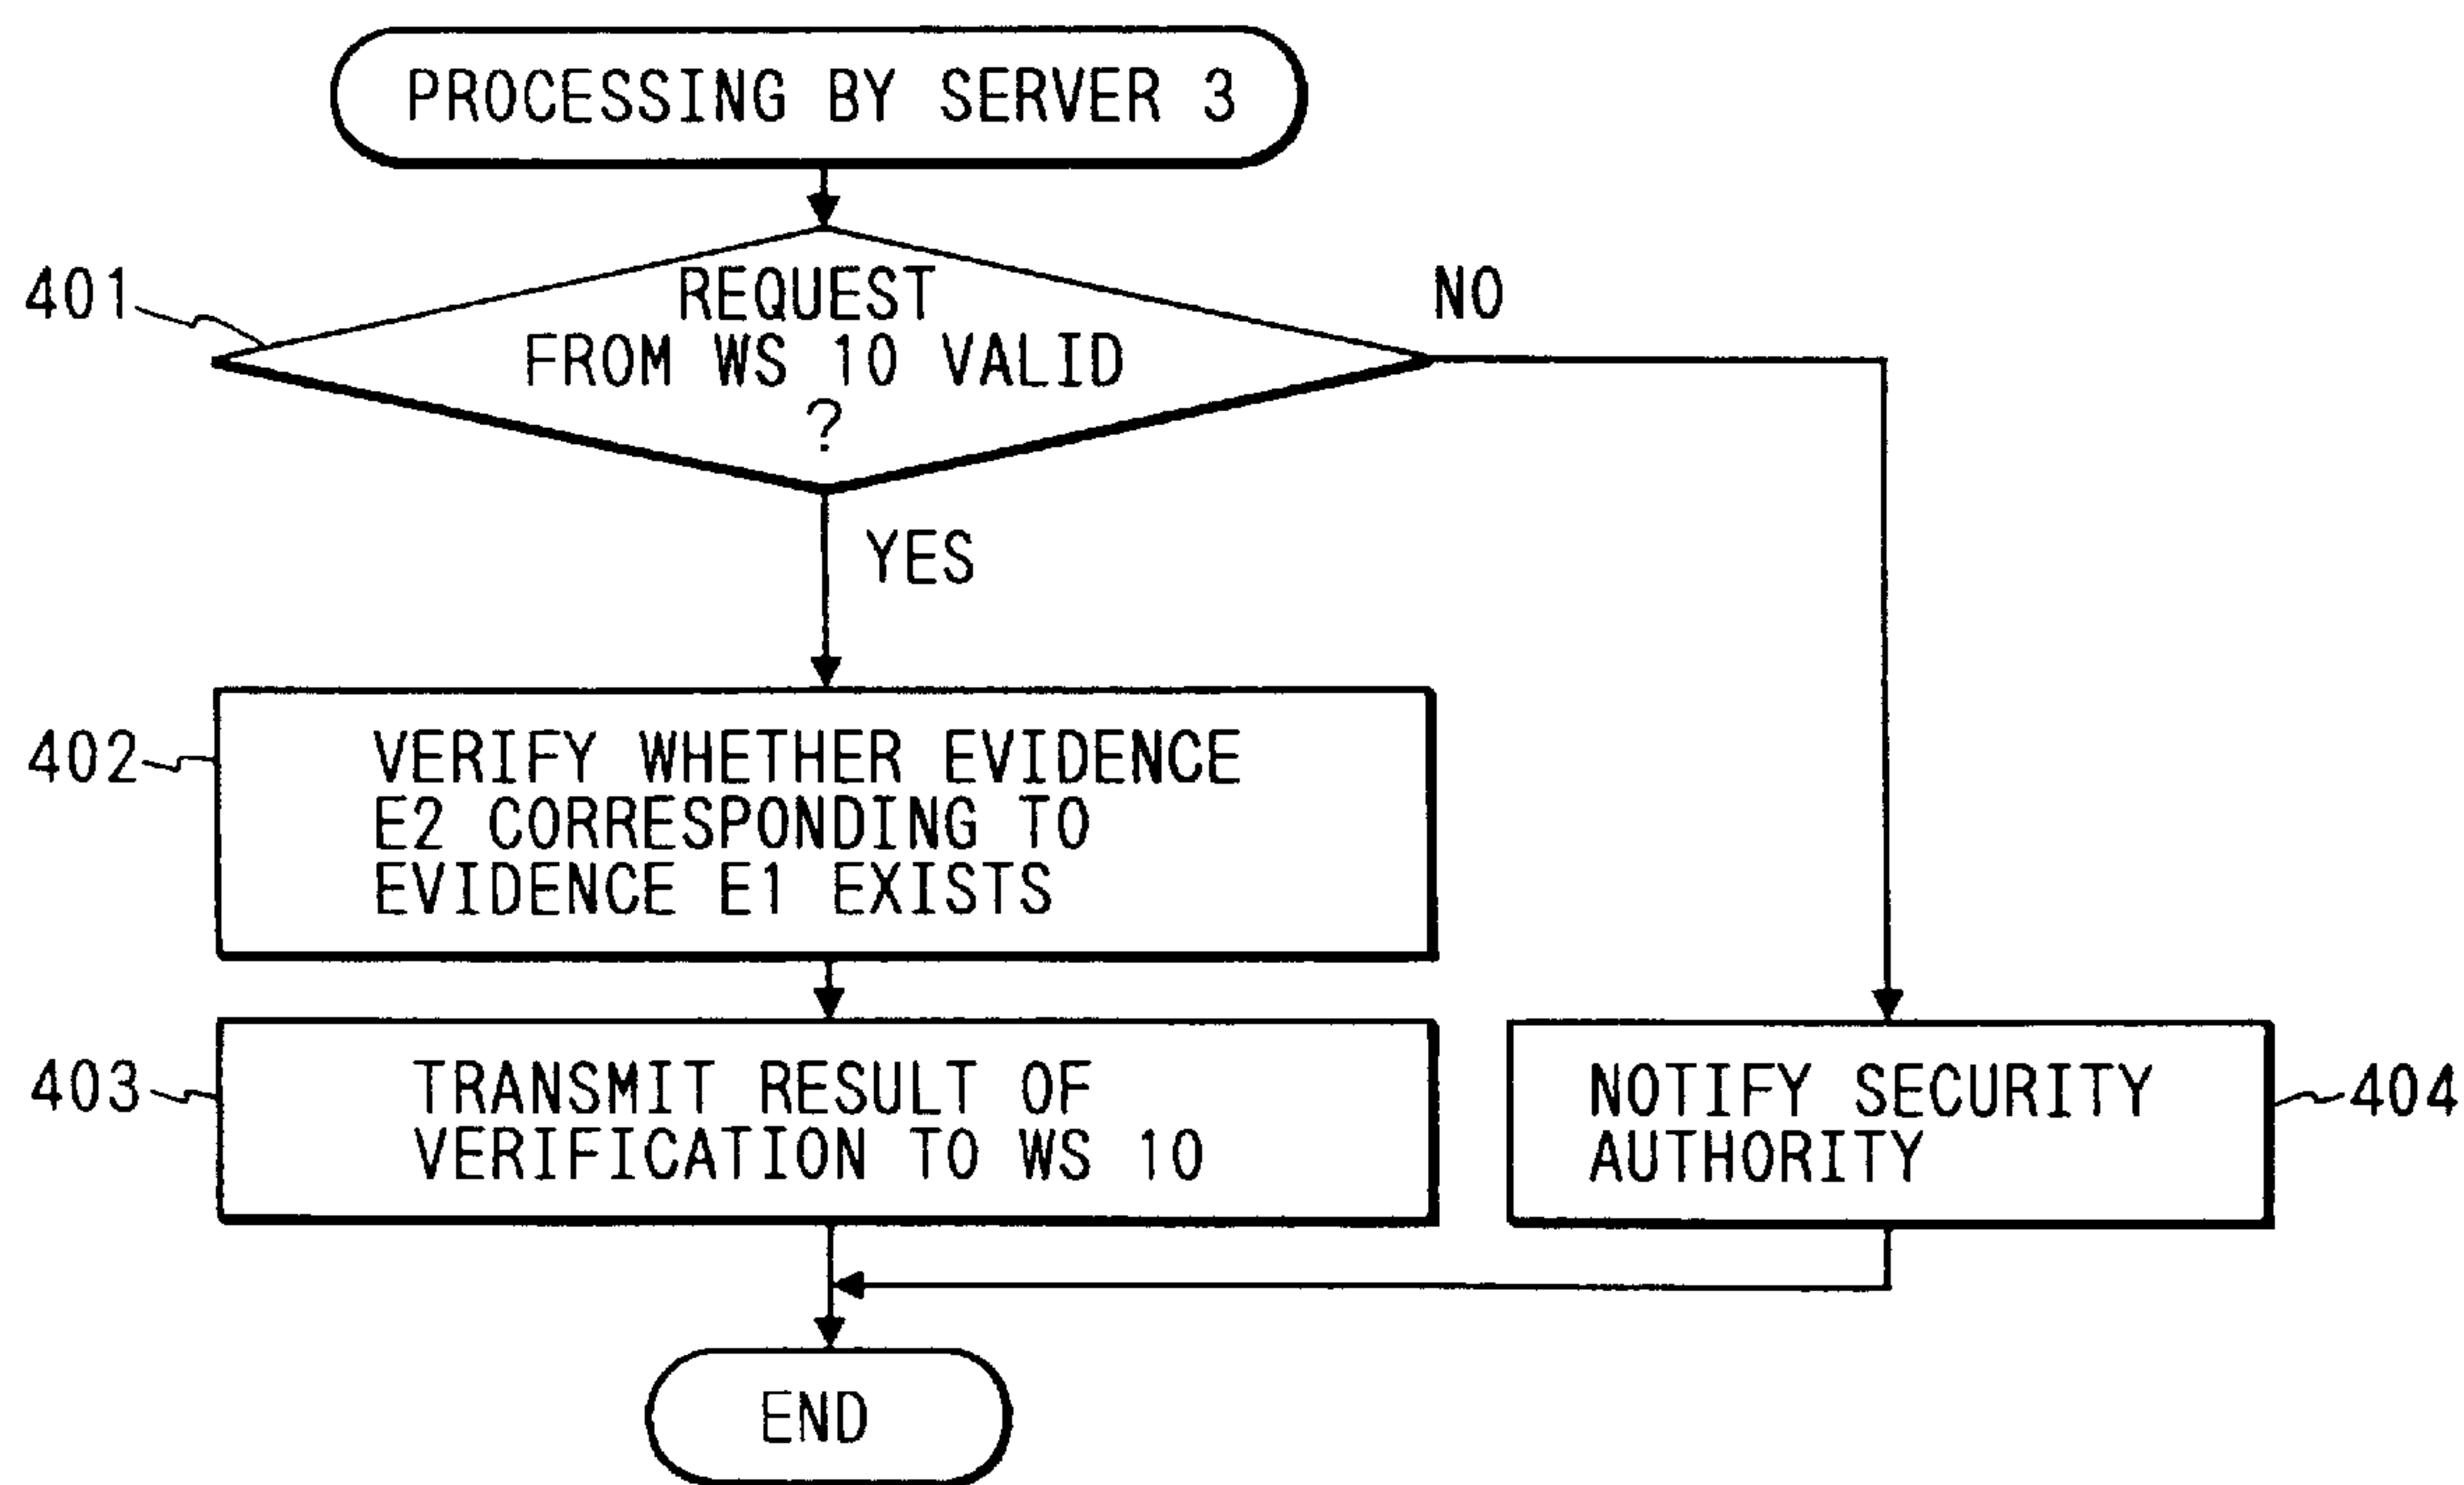 PROCESSING BY SERVER 3
401
REQUEST
FROM WS 10 VALID
?
NO
YES
402
VERIFY WHETHER EVIDENCE
E2 CORRESPONDING TO
EVIDENCE E1 EXISTS
403
TRANSMIT RESULT OF
VERIFICATION TO WS 10
NOTIFY SECURITY
AUTHORITY
404
END